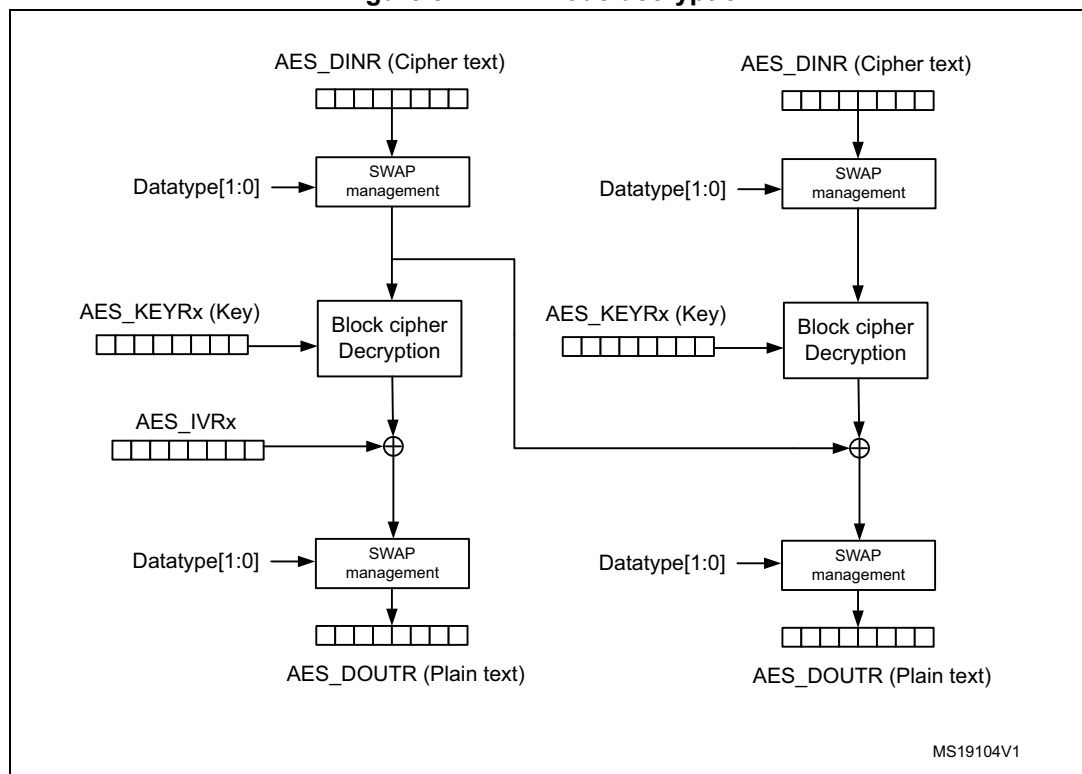 AES_DINR (Cipher text)
AES_DINR (Cipher text)
SWAP
management
Datatype[1:0]
SWAP
management
Datatype[1:0]
AES_KEYRx (Key)
Block cipher
Decryption
AES_KEYRx (Key)
Block cipher
Decryption
AES_IVRx
Datatype[1:0]
SWAP
management
Datatype[1:0]
SWAP
management
AES_DOUTR (Plain text)
AES_DOUTR (Plain text)
MS19104V1